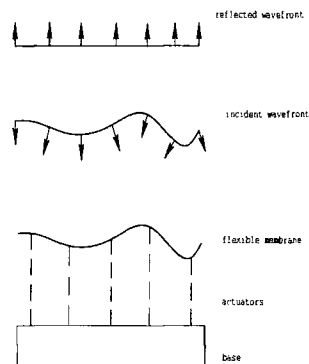 reflected wavefront
incident wavefront
flexible membrane
actuators
base